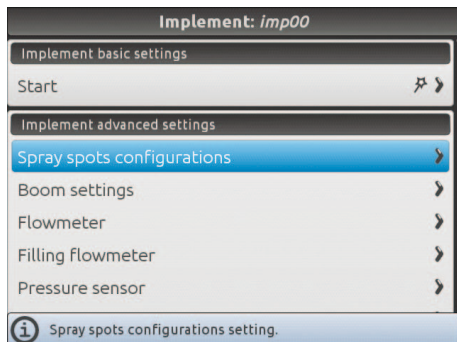 Implement: imp00
Implement basic settings
Start
Implement advanced settings
Spray spots configurations
Boom settings
Flowmeter
Filling flowmeter
Pressure sensor
Spray spots configurations setting.